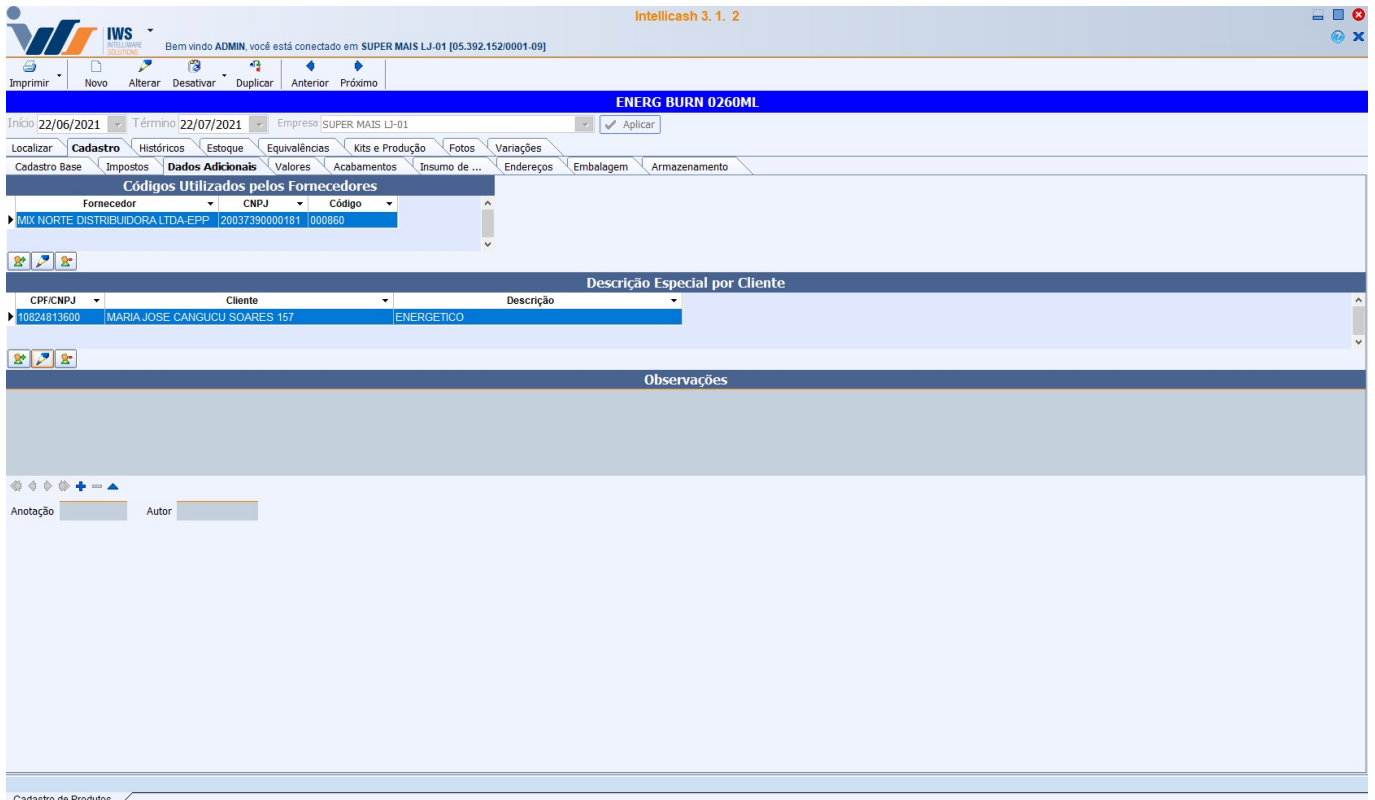 Intellicash 3. 1. 2
IWS
INTELLIWARE
SOLUTIONS
Bem vindo ADMIN, você está conectado em SUPER MAIS LJ-01 [05.392.152/0001-09]
Imprimir Novo Alterar Desativar Duplicar Anterior Próximo
ENERG BURN 0260ML
Início 22/06/2021 Término 22/07/2021 Empresa SUPER MAIS LJ-01 Aplicar
Localizar Cadastro Históricos Estoque Equivalências Kits e Produção Fotos Variações
Cadastro Base Impostos Dados Adicionais Valores Acabamentos Insumo de ... Endereços Embalagem Armazenamento
Códigos Utilizados pelos Fornecedores
Fornecedor CNPJ Código
MIX NORTE DISTRIBUIDORA LTDA-EPP 20037390000181 000860
Descrição Especial por Cliente
CPF/CNPJ Cliente Descrição
10824813600 MARIA JOSE CANGUCU SOARES 157 ENERGETICO
Observações
Anotação Autor
Cadastro de Produtos